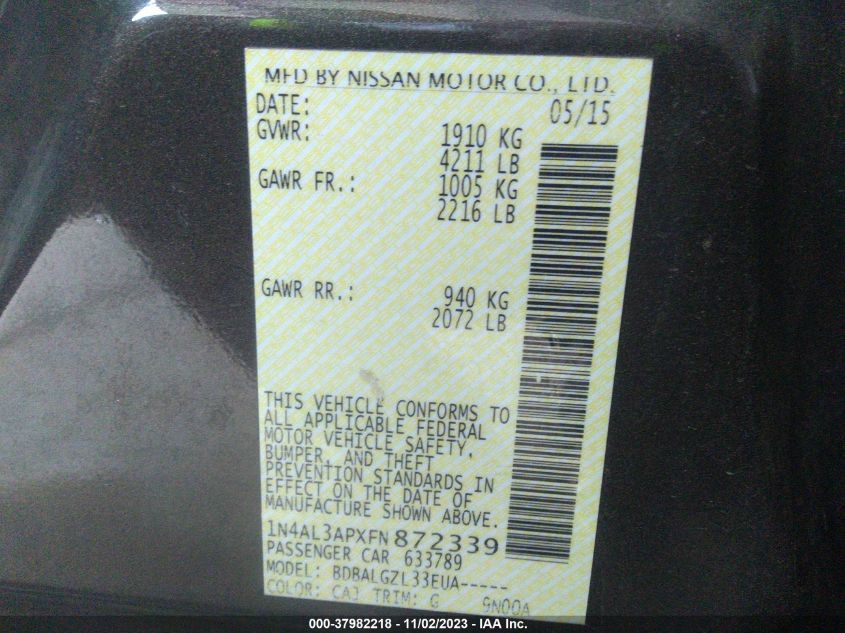 MFD BY NISSAN MOTOR CO., LTD.
DATE: 05/15
GVWR: 1910 KG
4211 LB
GAWR FR.: 1005 KG
2216 LB
GAWR RR.: 940 KG
2072 LB
THIS VEHICLE CONFORMS TO
ALL APPLICABLE FEDERAL
MOTOR VEHICLE SAFETY,
BUMPER, AND THEFT
PREVENTION STANDARDS IN
EFFECT ON THE DATE OF
MANUFACTURE SHOWN ABOVE.
1N4AL3APXFN872339
PASSENGER CAR 633789
MODEL: BDBALGZL33EUA-----
COLOR: CAJ TRIM: G 9N00A
000-37982218 - 11/02/2023 - IAA Inc.